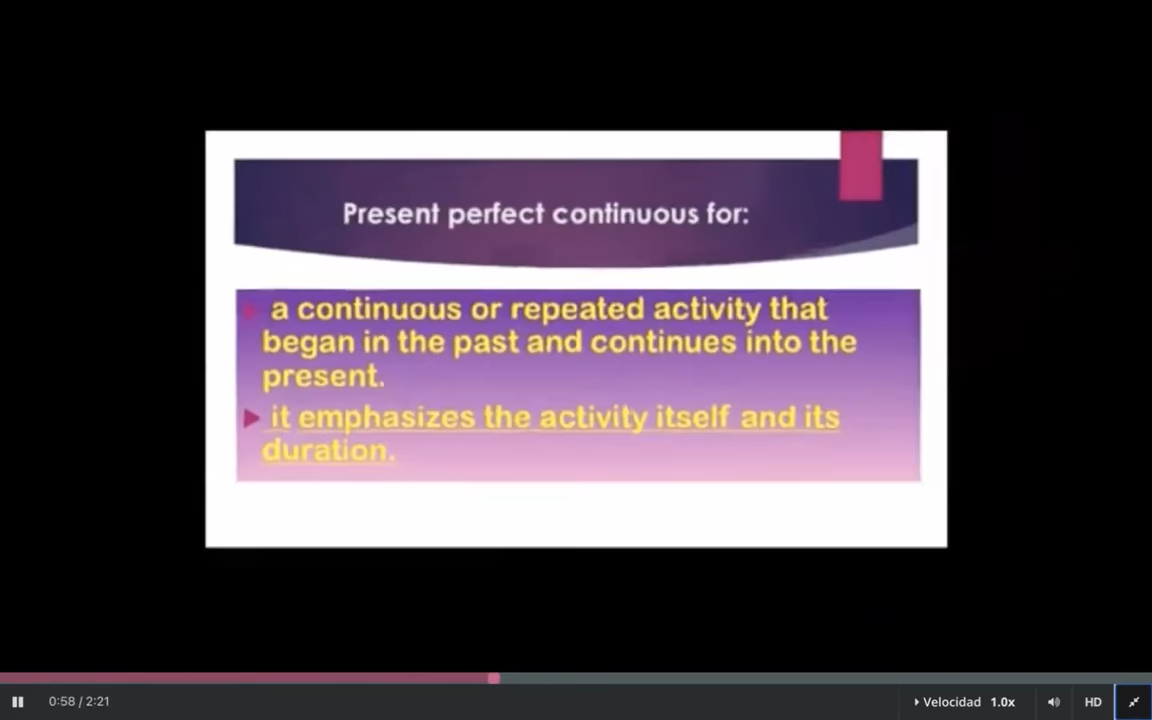 Present perfect continuous for:
a continuous or repeated activity that
began in the past and continues into the
present.
it emphasizes the activity itself and its
duration.
0:58 / 2:21
Velocidad 1.0x
HD